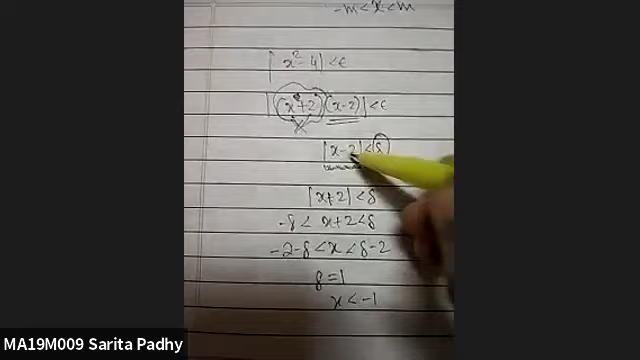 -m < x < m
| x² - 4 | < ε
| (x + 2) (x - 2) | < ε
| x - 2 | < δ
| x + 2 | < δ
-δ < x + 2 < δ
-2 - δ < x < δ - 2
δ = 1
x < -1
MA19M009 Sarita Padhy